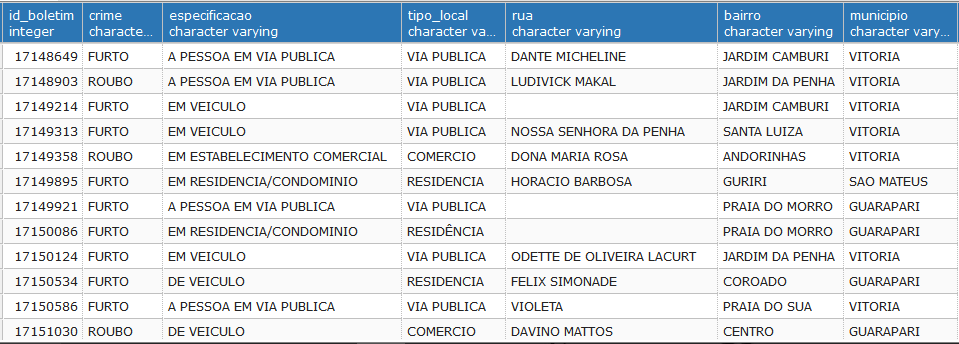 id_boletim crime especificacao tipo_local rua bairro municipio
integer characte... character varying character va... character varying character varying character vary...
17148649 FURTO A PESSOA EM VIA PUBLICA VIA PUBLICA DANTE MICHELINE JARDIM CAMBURI VITORIA
17148903 ROUBO A PESSOA EM VIA PUBLICA VIA PUBLICA LUDIVICK MAKAL JARDIM DA PENHA VITORIA
17149214 FURTO EM VEICULO VIA PUBLICA JARDIM CAMBURI VITORIA
17149313 FURTO EM VEICULO VIA PUBLICA NOSSA SENHORA DA PENHA SANTA LUIZA VITORIA
17149358 ROUBO EM ESTABELECIMENTO COMERCIAL COMERCIO DONA MARIA ROSA ANDORINHAS VITORIA
17149895 FURTO EM RESIDENCIA/CONDOMINIO RESIDENCIA HORACIO BARBOSA GURIRI SAO MATEUS
17149921 FURTO A PESSOA EM VIA PUBLICA VIA PUBLICA PRAIA DO MORRO GUARAPARI
17150086 FURTO EM RESIDENCIA/CONDOMINIO RESIDÊNCIA PRAIA DO MORRO GUARAPARI
17150124 FURTO EM VEICULO VIA PUBLICA ODETTE DE OLIVEIRA LACURT JARDIM DA PENHA VITORIA
17150534 FURTO DE VEICULO RESIDENCIA FELIX SIMONADE COROADO GUARAPARI
17150586 FURTO A PESSOA EM VIA PUBLICA VIA PUBLICA VIOLETA PRAIA DO SUA VITORIA
17151030 ROUBO DE VEICULO COMERCIO DAVINO MATTOS CENTRO GUARAPARI